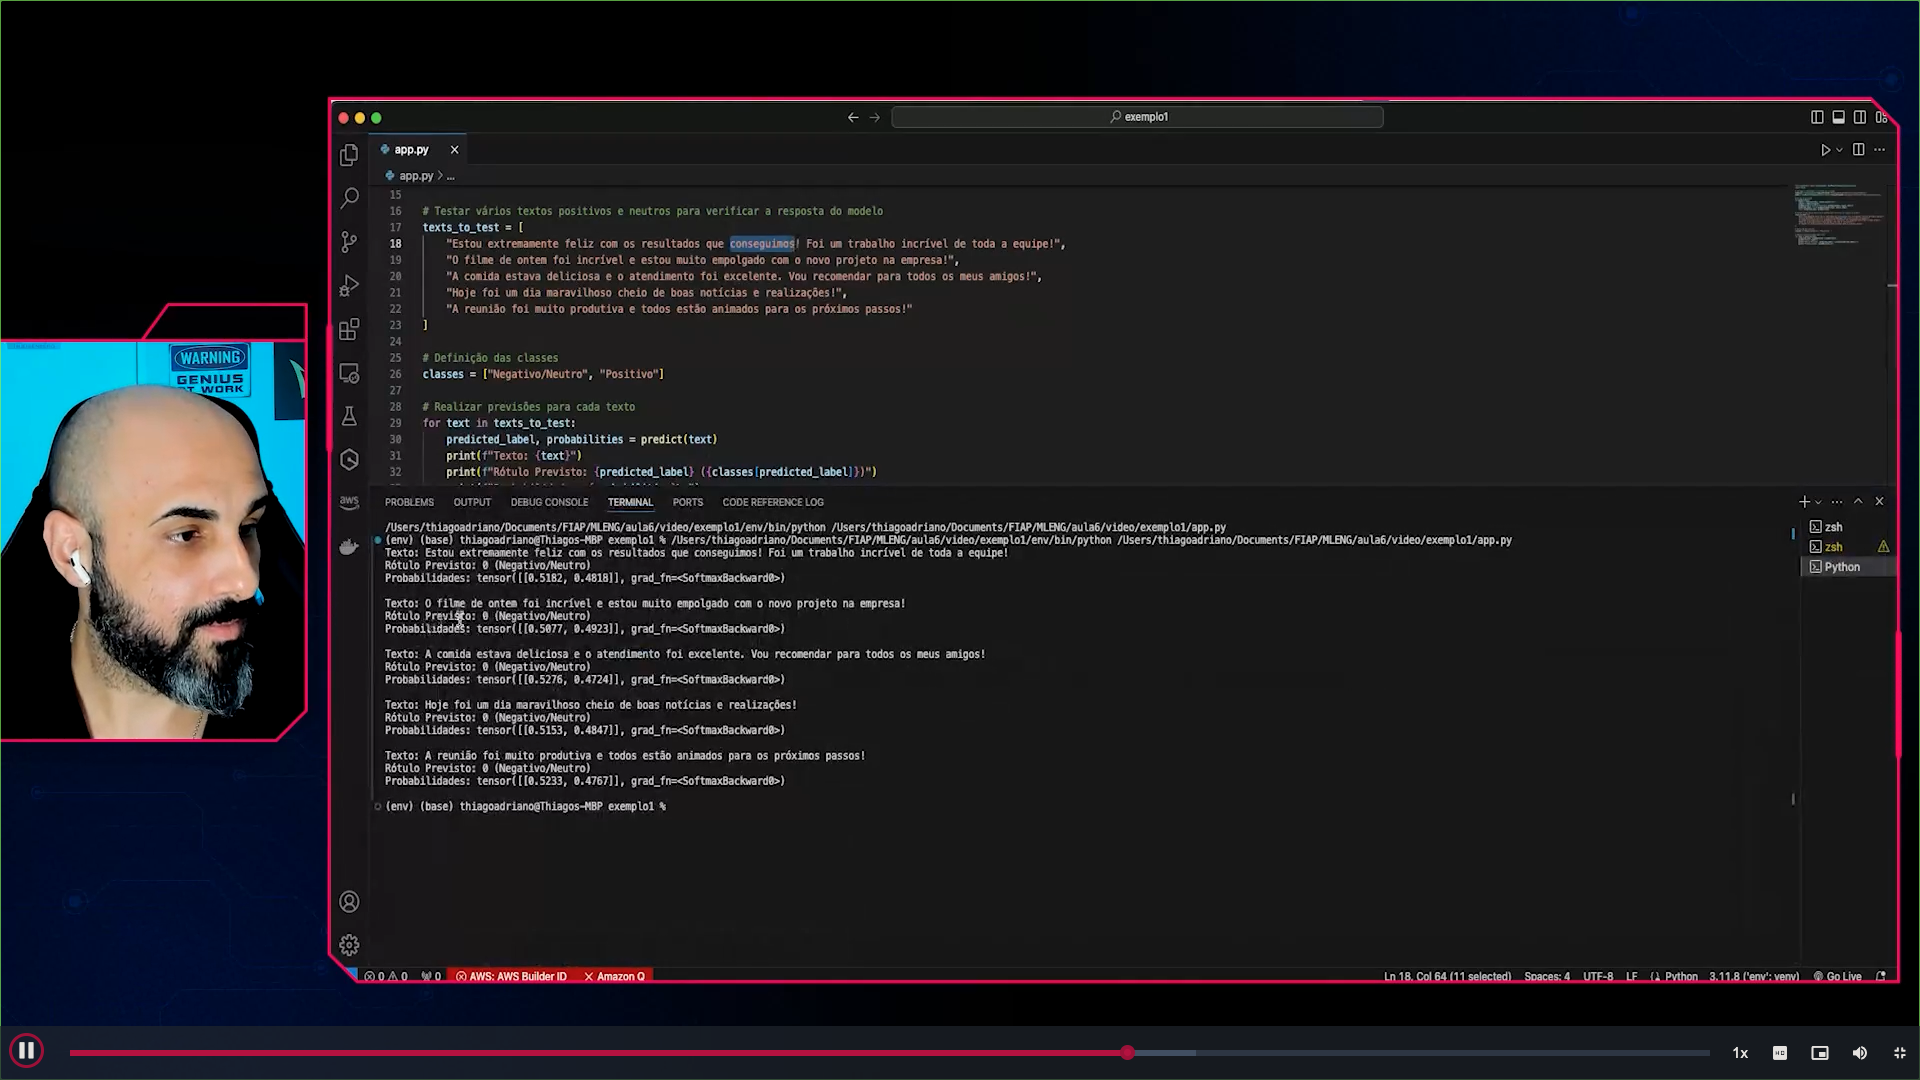 exemplo1
app.py
app.py > ...
15
16 # Testar vários textos positivos e neutros para verificar a resposta do modelo
17 texts_to_test = [
18 "Estou extremamente feliz com os resultados que conseguimos! Foi um trabalho incrível de toda a equipe!",
19 "O filme de ontem foi incrível e estou muito empolgado com o novo projeto na empresa!",
20 "A comida estava deliciosa e o atendimento foi excelente. Vou recomendar para todos os meus amigos!",
21 "Hoje foi um dia maravilhoso cheio de boas notícias e realizações!",
22 "A reunião foi muito produtiva e todos estão animados para os próximos passos!"
23 ]
24
25 # Definição das classes
26 classes = ["Negativo/Neutro", "Positivo"]
27
28 # Realizar previsões para cada texto
29 for text in texts_to_test:
30 predicted_label, probabilities = predict(text)
31 print(f"Texto: {text}")
32 print(f"Rótulo Previsto: {predicted_label} ({classes[predicted_label]})")
WARNING
GENIUS
AT WORK
aws
PROBLEMS OUTPUT DEBUG CONSOLE TERMINAL PORTS CODE REFERENCE LOG
/Users/thiagoadriano/Documents/FIAP/MLENG/aula6/video/exemplo1/env/bin/python /Users/thiagoadriano/Documents/FIAP/MLENG/aula6/video/exemplo1/app.py
(env) (base) thiagoadriano@Thiagos-MBP exemplo1 % /Users/thiagoadriano/Documents/FIAP/MLENG/aula6/video/exemplo1/env/bin/python /Users/thiagoadriano/Documents/FIAP/MLENG/aula6/video/exemplo1/app.py
Texto: Estou extremamente feliz com os resultados que conseguimos! Foi um trabalho incrível de toda a equipe!
Rótulo Previsto: 0 (Negativo/Neutro)
Probabilidades: tensor([[0.5182, 0.4818]], grad_fn=<SoftmaxBackward0>)
Texto: O filme de ontem foi incrível e estou muito empolgado com o novo projeto na empresa!
Rótulo Previsto: 0 (Negativo/Neutro)
Probabilidades: tensor([[0.5077, 0.4923]], grad_fn=<SoftmaxBackward0>)
Texto: A comida estava deliciosa e o atendimento foi excelente. Vou recomendar para todos os meus amigos!
Rótulo Previsto: 0 (Negativo/Neutro)
Probabilidades: tensor([[0.5276, 0.4724]], grad_fn=<SoftmaxBackward0>)
Texto: Hoje foi um dia maravilhoso cheio de boas notícias e realizações!
Rótulo Previsto: 0 (Negativo/Neutro)
Probabilidades: tensor([[0.5153, 0.4847]], grad_fn=<SoftmaxBackward0>)
Texto: A reunião foi muito produtiva e todos estão animados para os próximos passos!
Rótulo Previsto: 0 (Negativo/Neutro)
Probabilidades: tensor([[0.5233, 0.4767]], grad_fn=<SoftmaxBackward0>)
(env) (base) thiagoadriano@Thiagos-MBP exemplo1 %
zsh
zsh
Python
0 0 0 AWS: AWS Builder ID Amazon Q Ln 18, Col 64 (11 selected) Spaces: 4 UTF-8 LF Python 3.11.8 ('env': venv) Go Live
1x HD